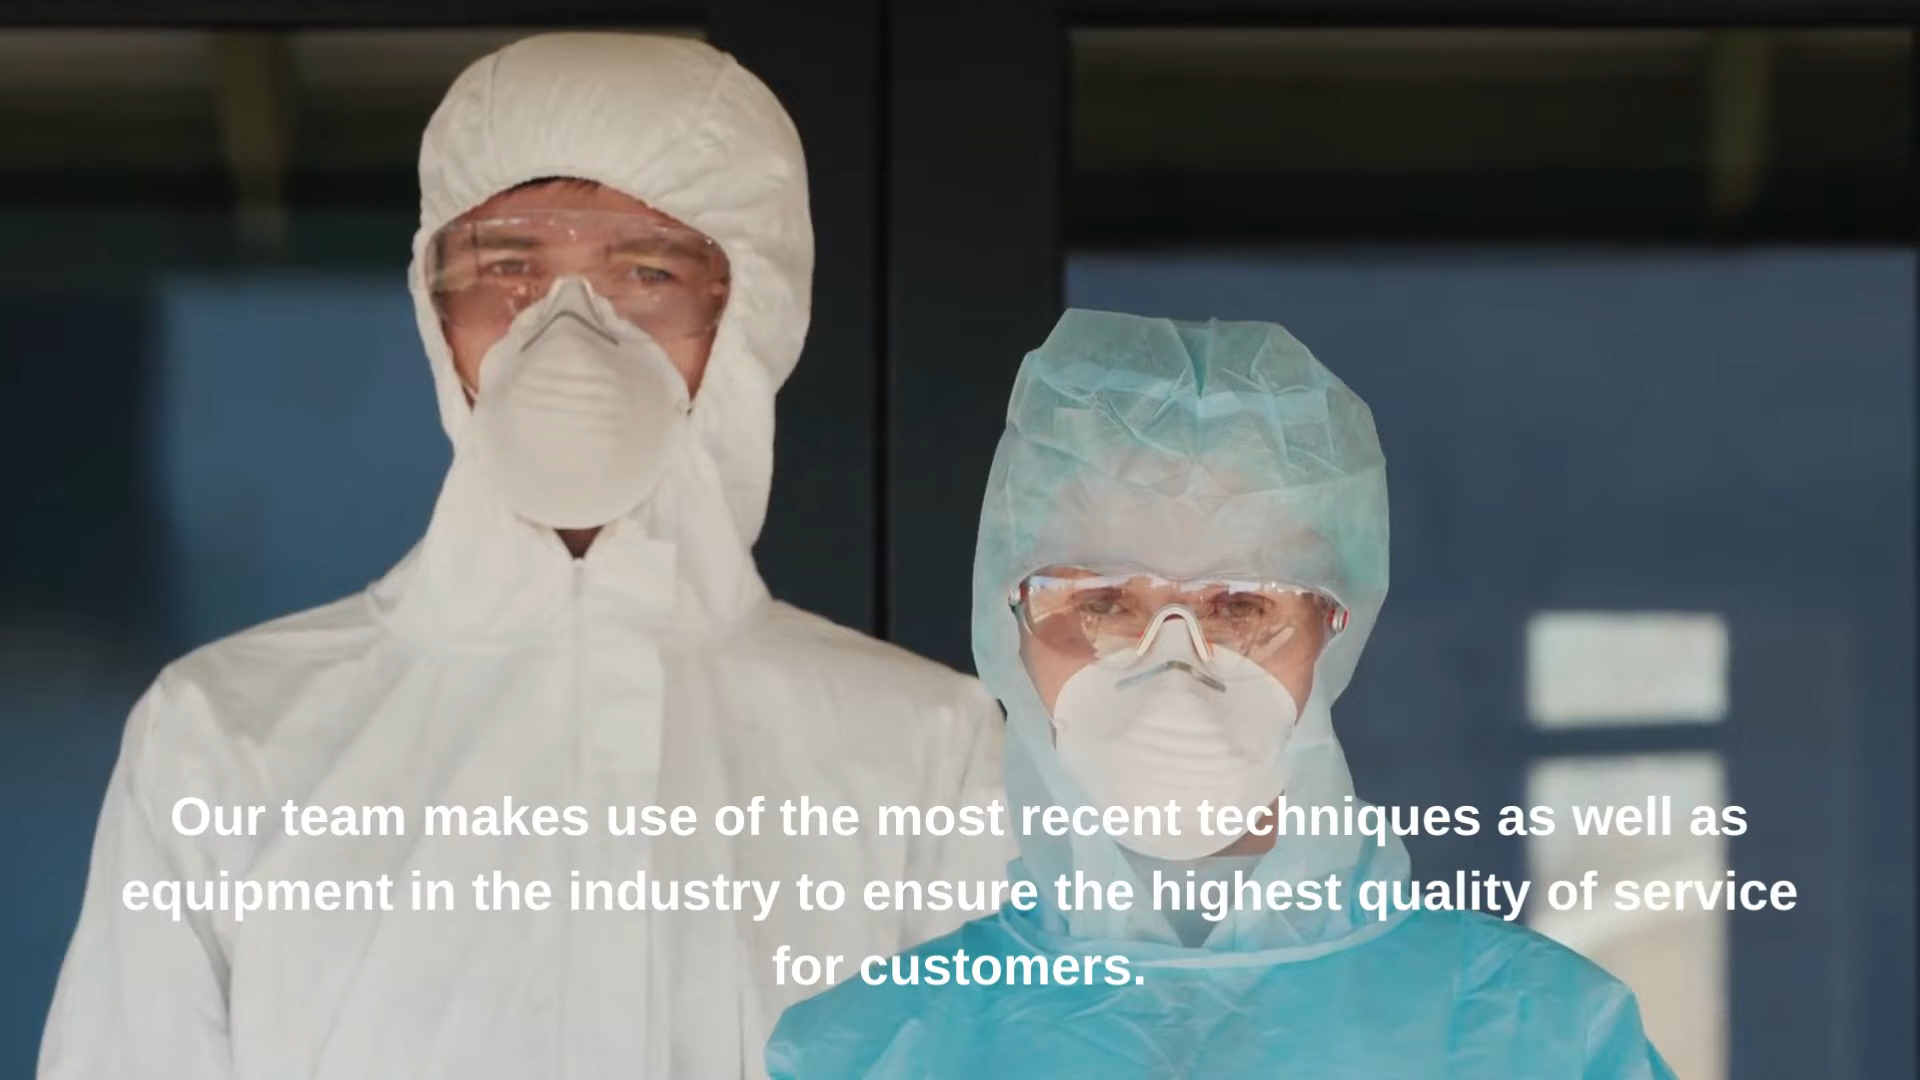 Our team makes use of the most recent techniques as well as
equipment in the industry to ensure the highest quality of service
for customers.